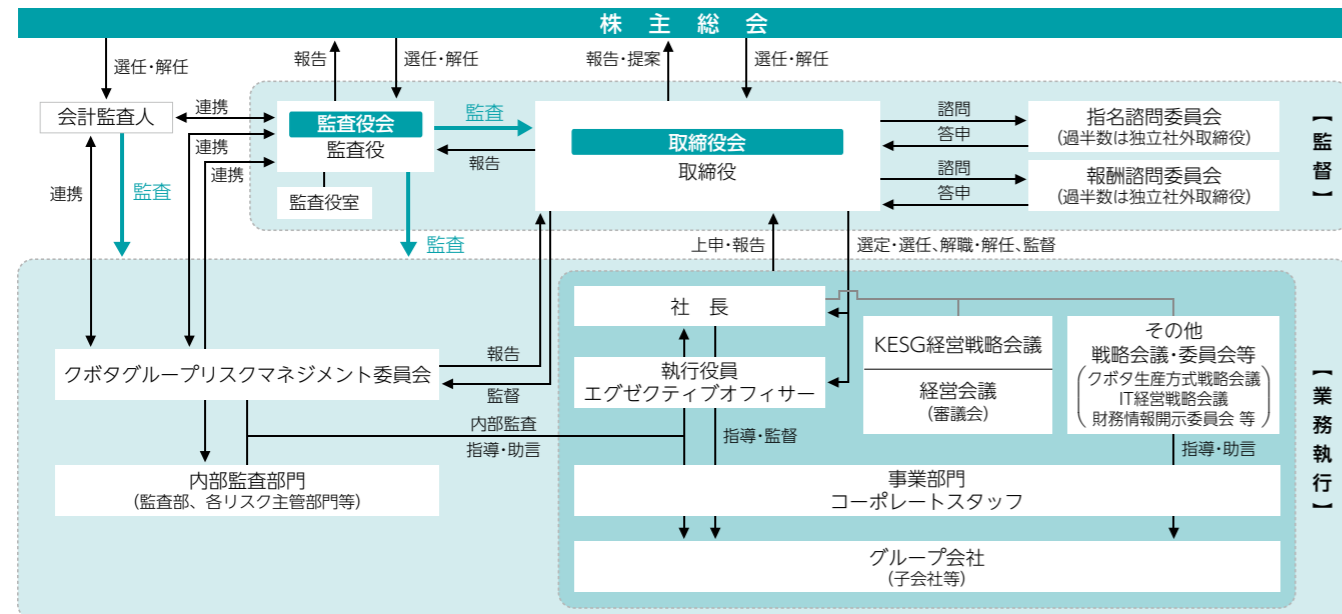 株主総会
選任・解任
報告
選任・解任
報告・提案
選任・解任
会計監査人
連携
連携
連携
連携
監査
監査役会
監査役
監査役室
監査
報告
監査
取締役会
取締役
諮問
答申
指名諮問委員会
(過半数は独立社外取締役)
諮問
答申
報酬諮問委員会
(過半数は独立社外取締役)
【監督】
上申・報告
選定・選任、解職・解任、監督
社 長
執行役員
エグゼクティブオフィサー
KESG経営戦略会議
経営会議
(審議会)
その他
戦略会議・委員会等
クボタ生産方式戦略会議
IT経営戦略会議
財務情報開示委員会 等
クボタグループリスクマネジメント委員会
報告
監督
内部監査
指導・助言
指導・監督
指導・助言
内部監査部門
(監査部、各リスク主管部門等)
事業部門
コーポレートスタッフ
グループ会社
(子会社等)
【業務執行】